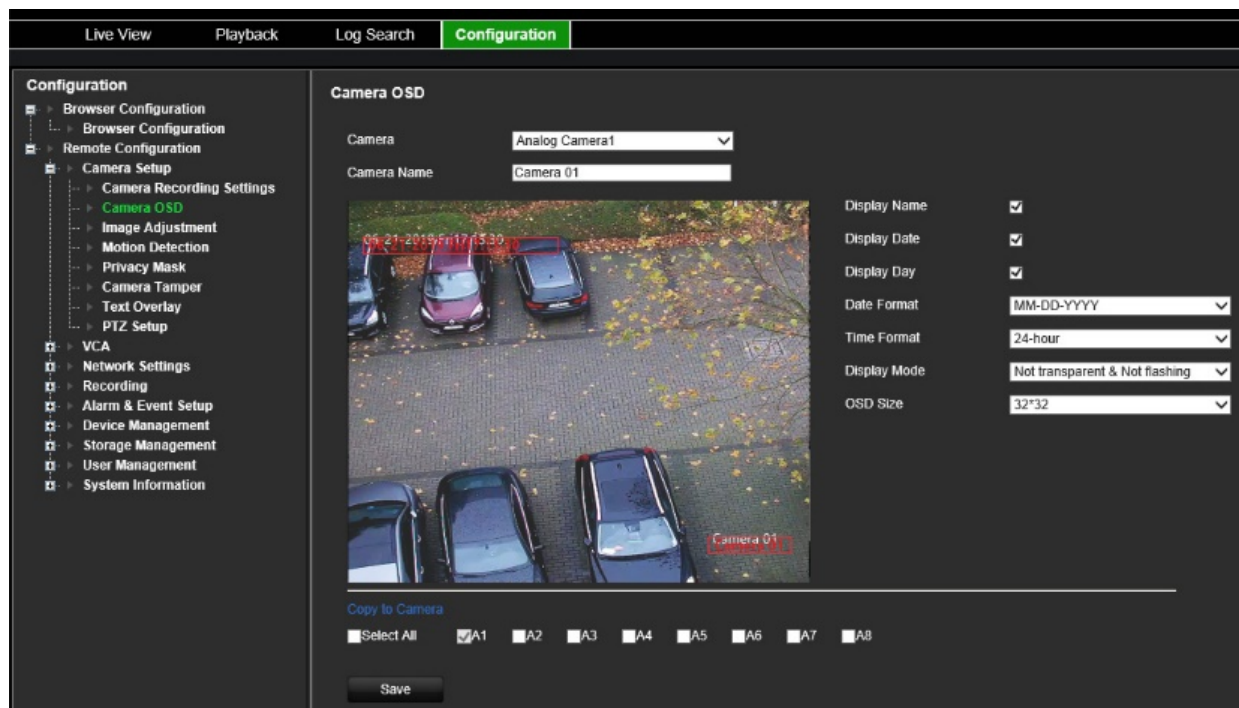 Live View Playback Log Search Configuration
Configuration
Browser Configuration
Browser Configuration
Remote Configuration
Camera Setup
Camera Recording Settings
Camera OSD
Image Adjustment
Motion Detection
Privacy Mask
Camera Tamper
Text Overlay
PTZ Setup
VCA
Network Settings
Recording
Alarm & Event Setup
Device Management
Storage Management
User Management
System Information
Camera OSD
Camera Analog Camera1
Camera Name Camera 01
Camera 01
Display Name
Display Date
Display Day
Date Format MM-DD-YYYY
Time Format 24-hour
Display Mode Not transparent & Not flashing
OSD Size 32*32
Copy to Camera
Select All A1 A2 A3 A4 A5 A6 A7 A8
Save